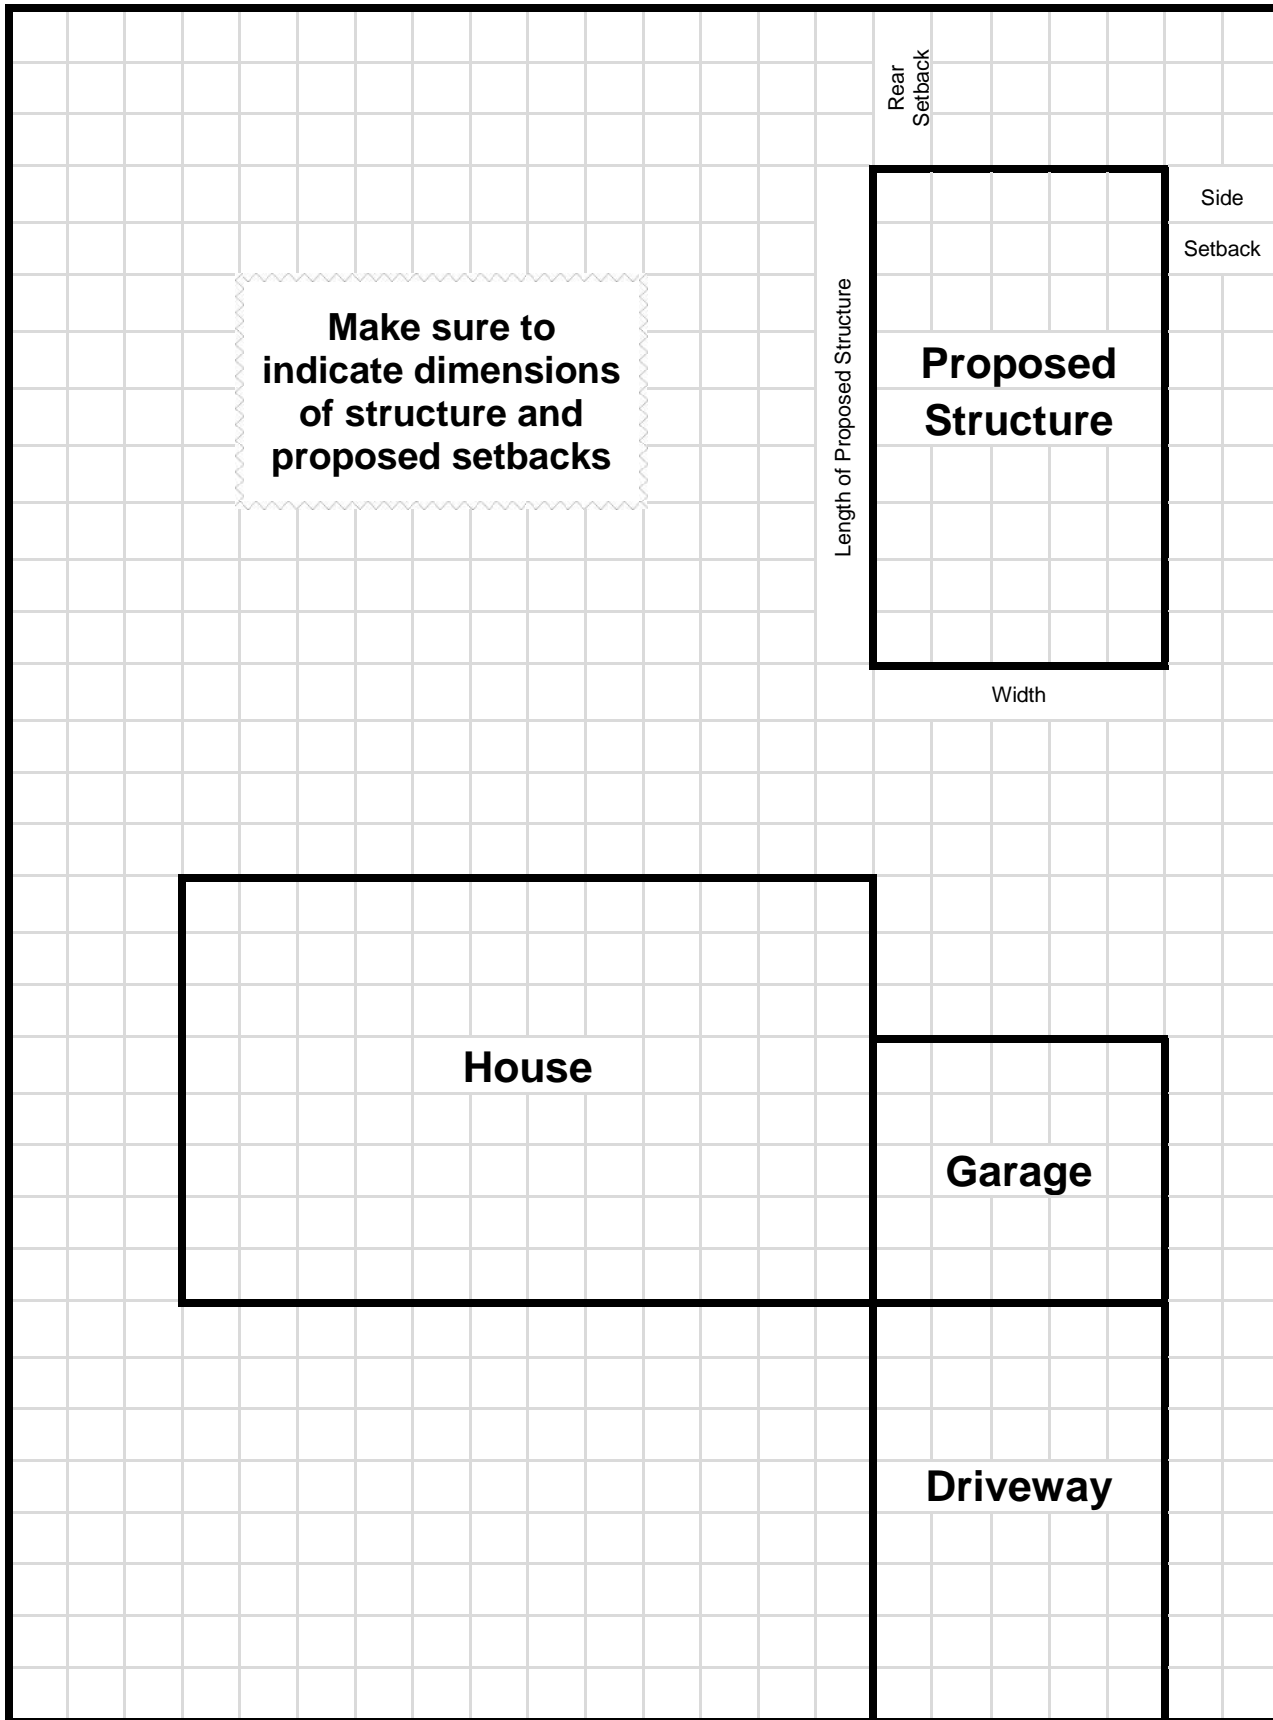 Rear
Setback
Side
Setback
Make sure to
indicate dimensions
of structure and
proposed setbacks
Length of Proposed Structure
Proposed
Structure
Width
House
Garage
Driveway